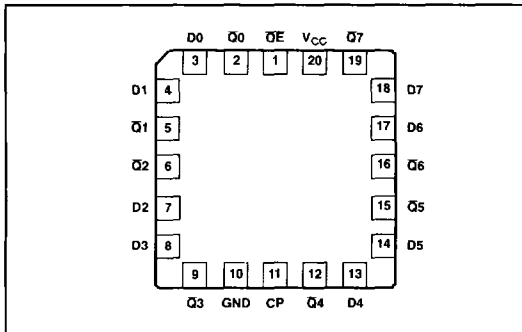 D0 Q̅0 O̅E̅ VCC Q̅7
3 2 1 20 19
D1 4 18 D7
Q̅1 5 17 D6
Q̅2 6 16 Q̅6
D2 7 15 Q̅5
D3 8 14 D5
9 10 11 12 13
Q̅3 GND CP Q̅4 D4